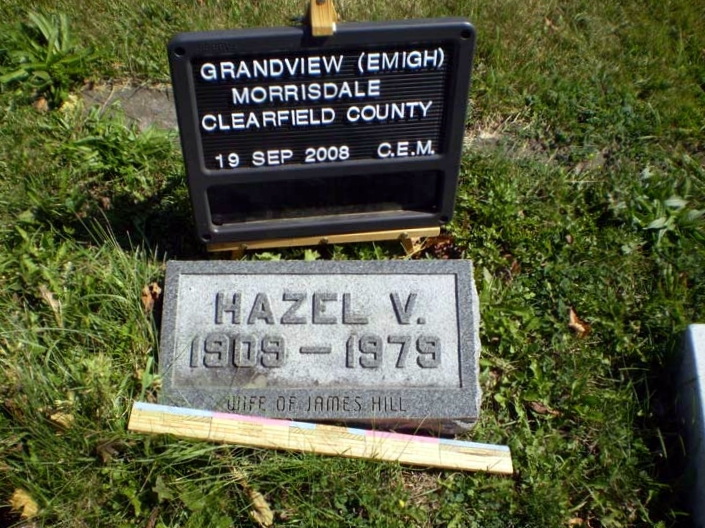 GRANDVIEW (EMIGH)
MORRISDALE
CLEARFIELD COUNTY
19 SEP 2008 C.E.M.
HAZEL V.
1909 – 1979
WIFE OF JAMES HILL